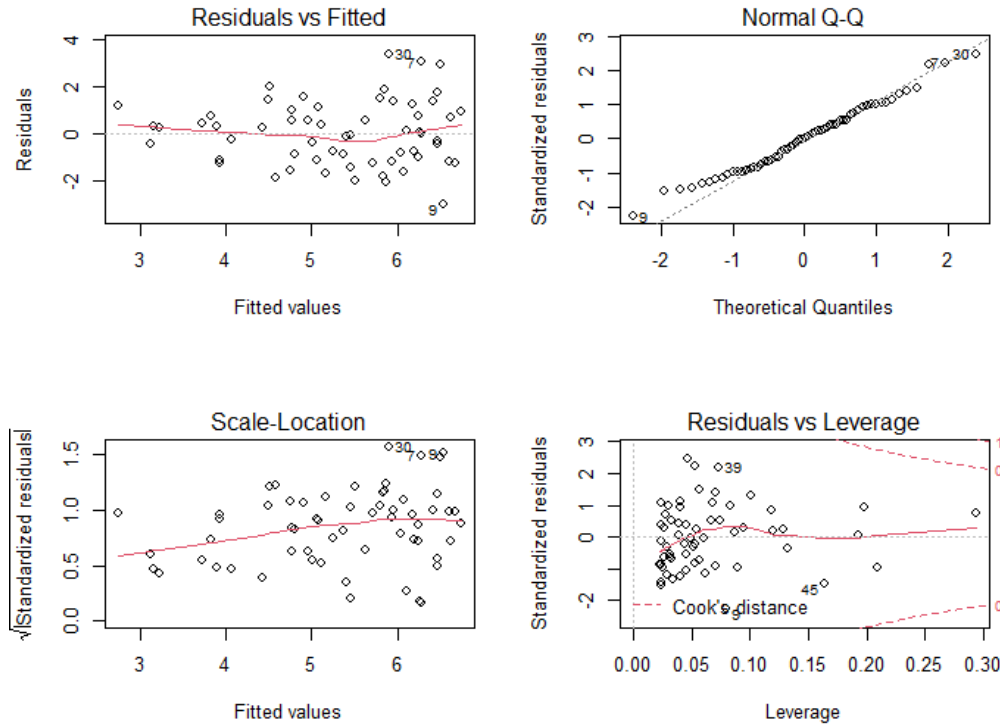 Residuals vs Fitted
Residuals
4
2
0
-2
30
7
9
3 4 5 6
Fitted values
Normal Q-Q
Standardized residuals
3
2
1
0
-1
-2
7
30
9
-2 -1 0 1 2
Theoretical Quantiles
Scale-Location
√|Standardized residuals|
1.5
1.0
0.5
0.0
30
7
9
3 4 5 6
Fitted values
Residuals vs Leverage
Standardized residuals
3
2
1
0
-2
39
45
9
Cook's distance
0.00 0.05 0.10 0.15 0.20 0.25 0.30
Leverage